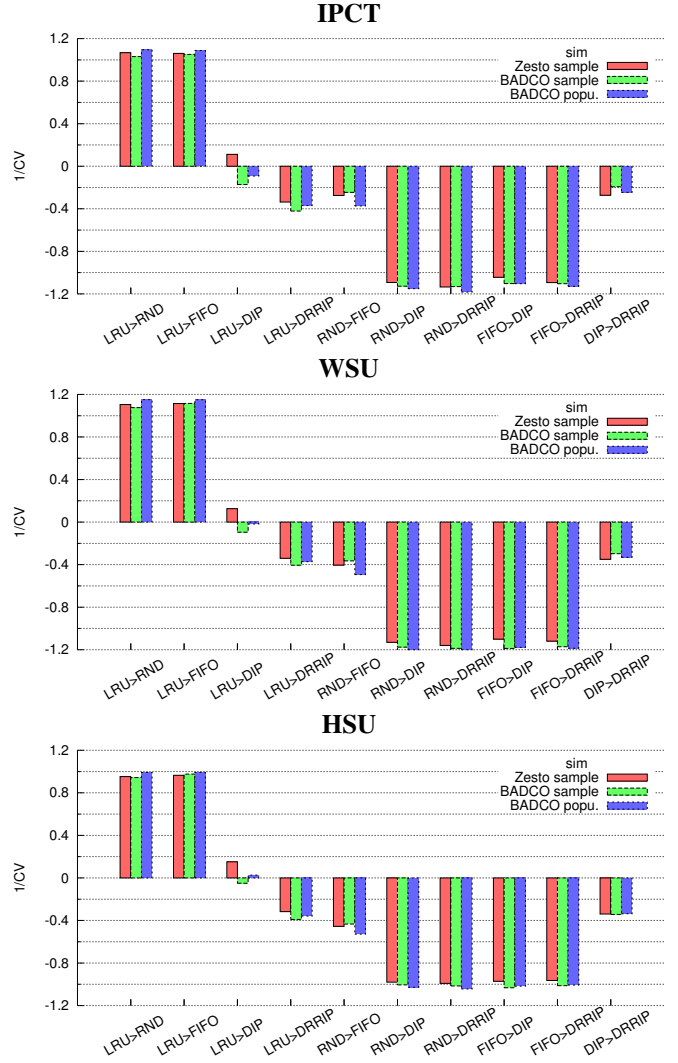 IPCT
1.2
0.8
0.4
0
-0.4
-0.8
-1.2
1/CV
sim
Zesto sample
BADCO sample
BADCO popu.
LRU>RND
LRU>FIFO
LRU>DIP
LRU>DRRIP
RND>FIFO
RND>DIP
RND>DRRIP
FIFO>DIP
FIFO>DRRIP
DIP>DRRIP
WSU
1.2
0.8
0.4
0
-0.4
-0.8
-1.2
1/CV
sim
Zesto sample
BADCO sample
BADCO popu.
LRU>RND
LRU>FIFO
LRU>DIP
LRU>DRRIP
RND>FIFO
RND>DIP
RND>DRRIP
FIFO>DIP
FIFO>DRRIP
DIP>DRRIP
HSU
1.2
0.8
0.4
0
-0.4
-0.8
-1.2
1/CV
sim
Zesto sample
BADCO sample
BADCO popu.
LRU>RND
LRU>FIFO
LRU>DIP
LRU>DRRIP
RND>FIFO
RND>DIP
RND>DRRIP
FIFO>DIP
FIFO>DRRIP
DIP>DRRIP